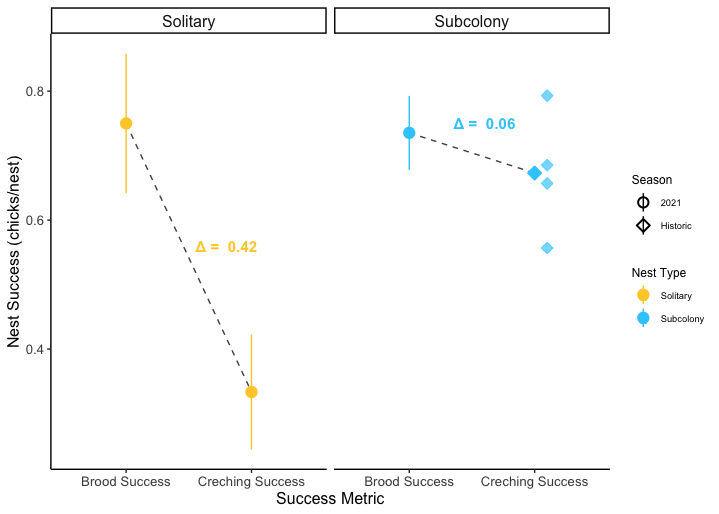 Solitary
Subcolony
Nest Success (chicks/nest)
0.8
0.6
0.4
Δ = 0.42
Δ = 0.06
Brood Success
Creching Success
Brood Success
Creching Success
Success Metric
Season
2021
Historic
Nest Type
Solitary
Subcolony